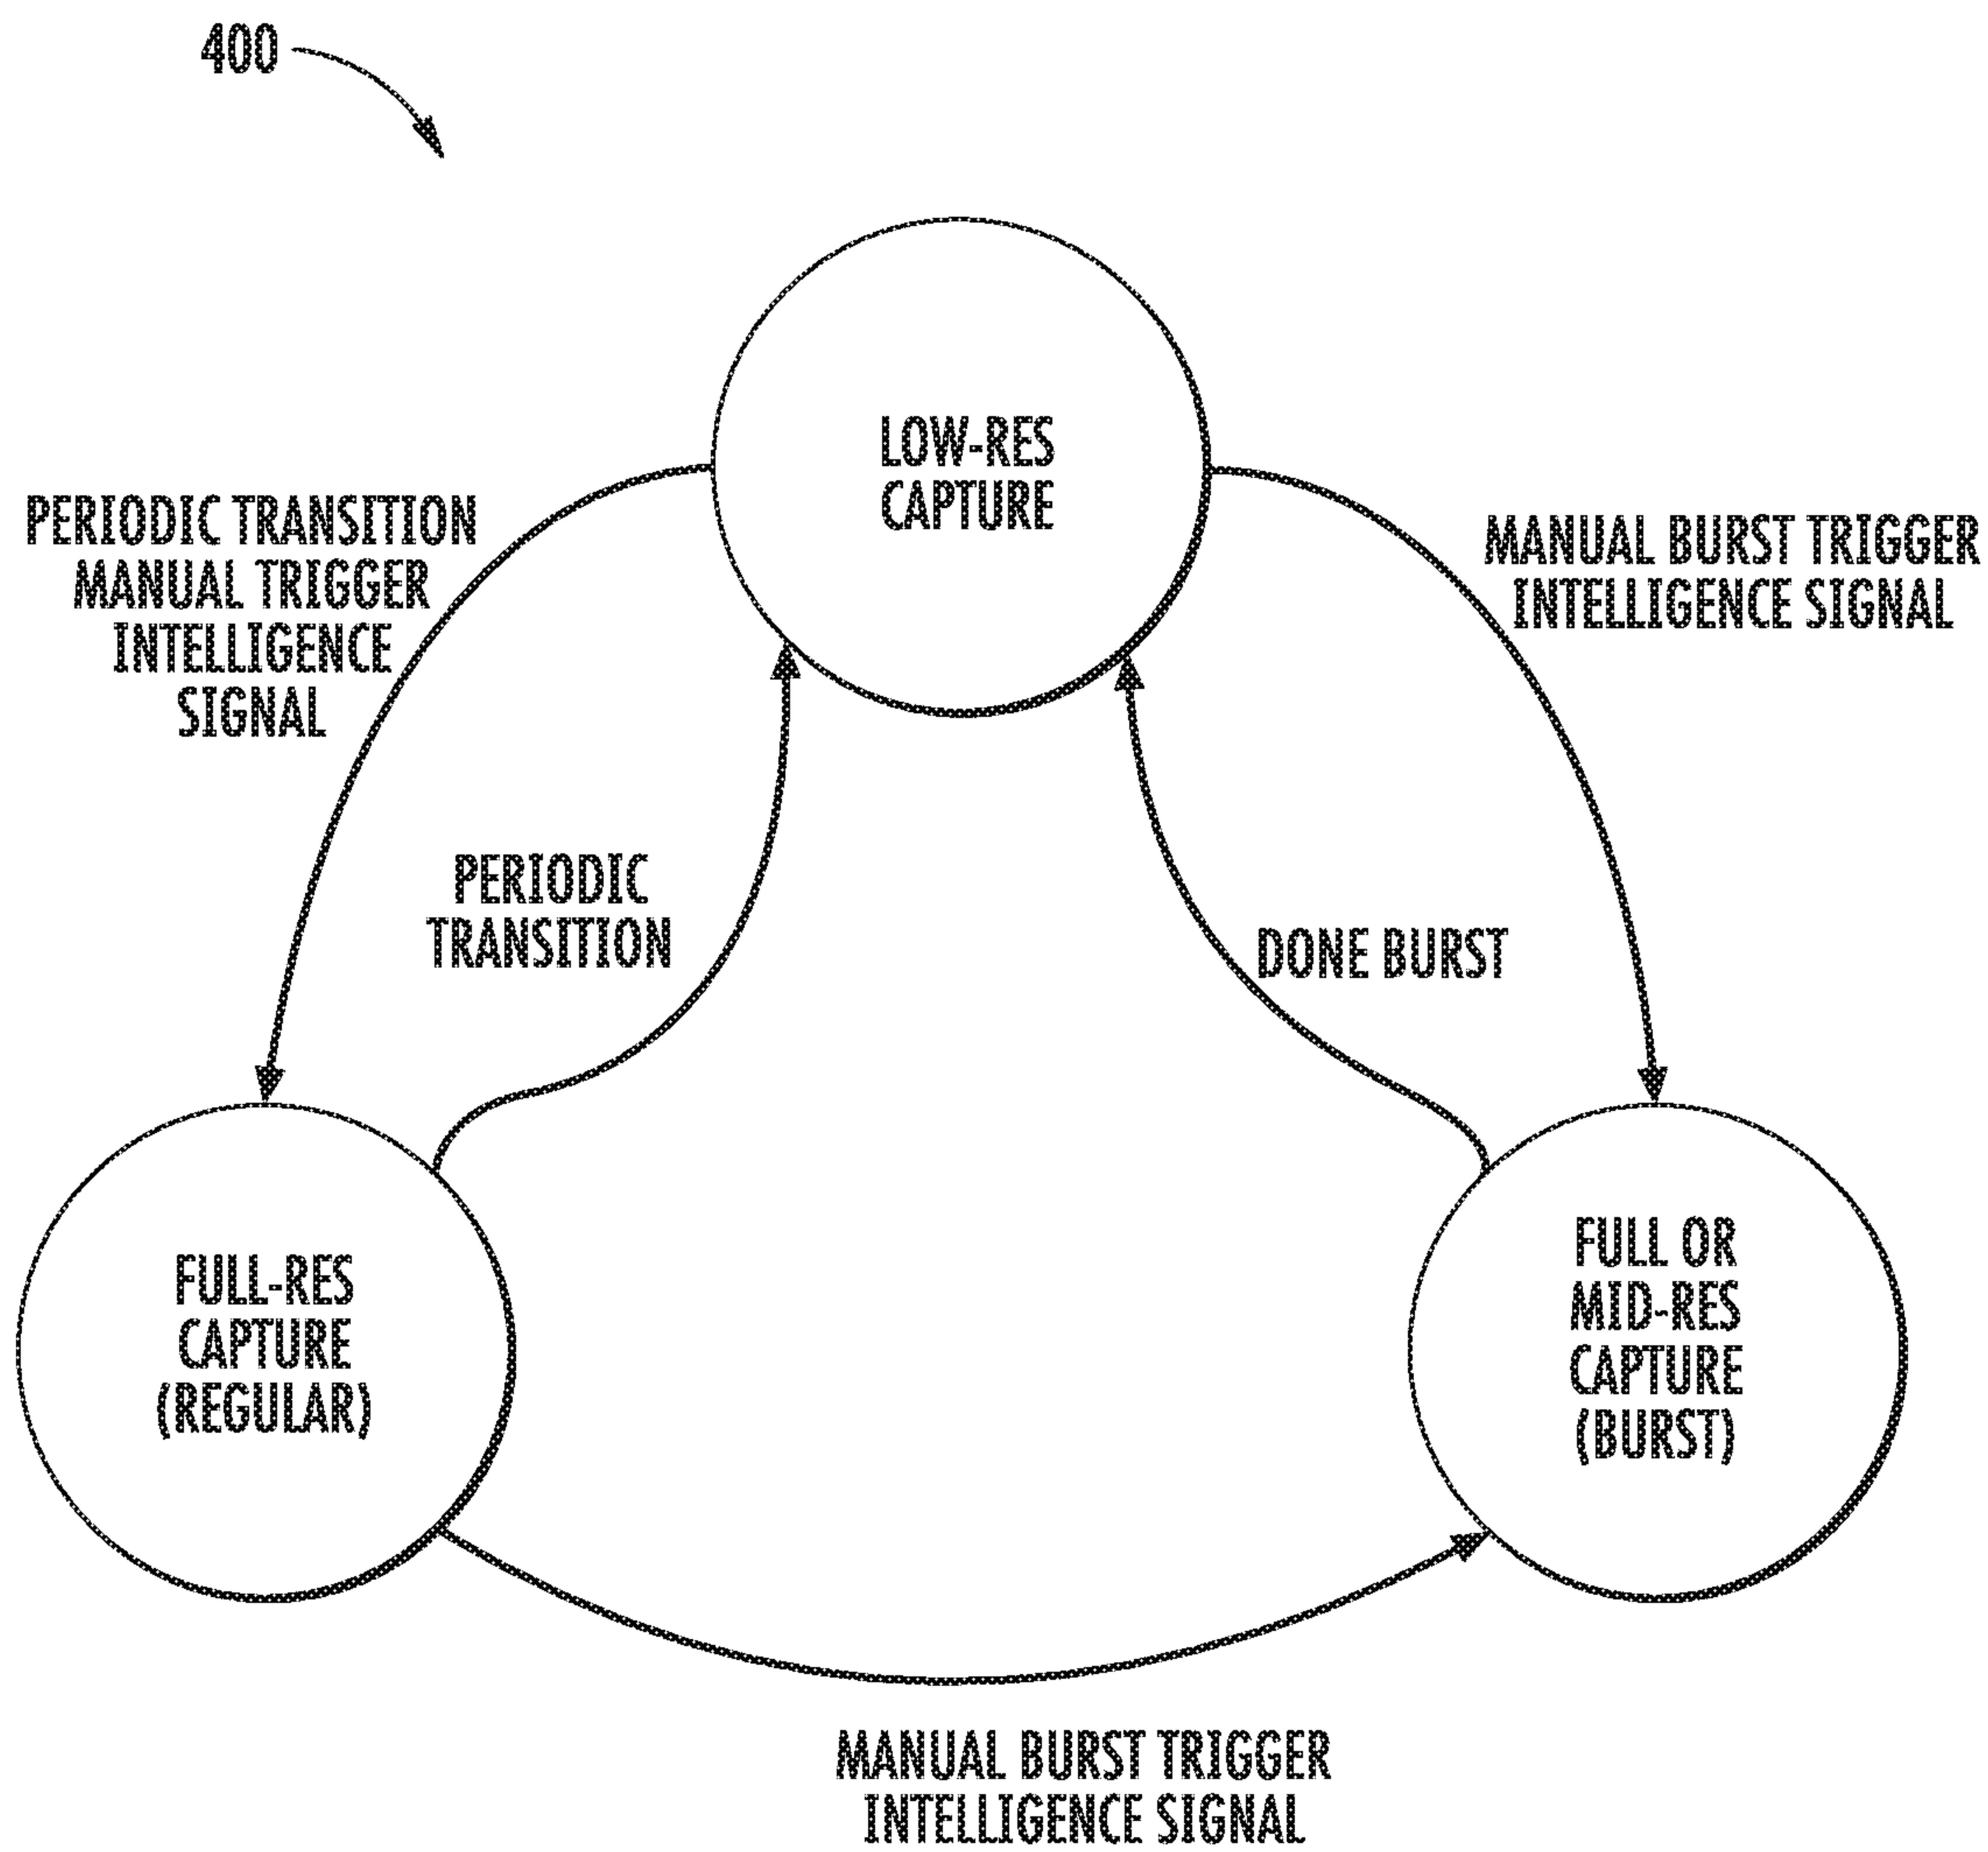 400
LOW-RES
CAPTURE
PERIODIC TRANSITION
MANUAL TRIGGER
INTELLIGENCE
SIGNAL
MANUAL BURST TRIGGER
INTELLIGENCE SIGNAL
PERIODIC
TRANSITION
DONE BURST
FULL-RES
CAPTURE
(REGULAR)
FULL OR
MID-RES
CAPTURE
(BURST)
MANUAL BURST TRIGGER
INTELLIGENCE SIGNAL